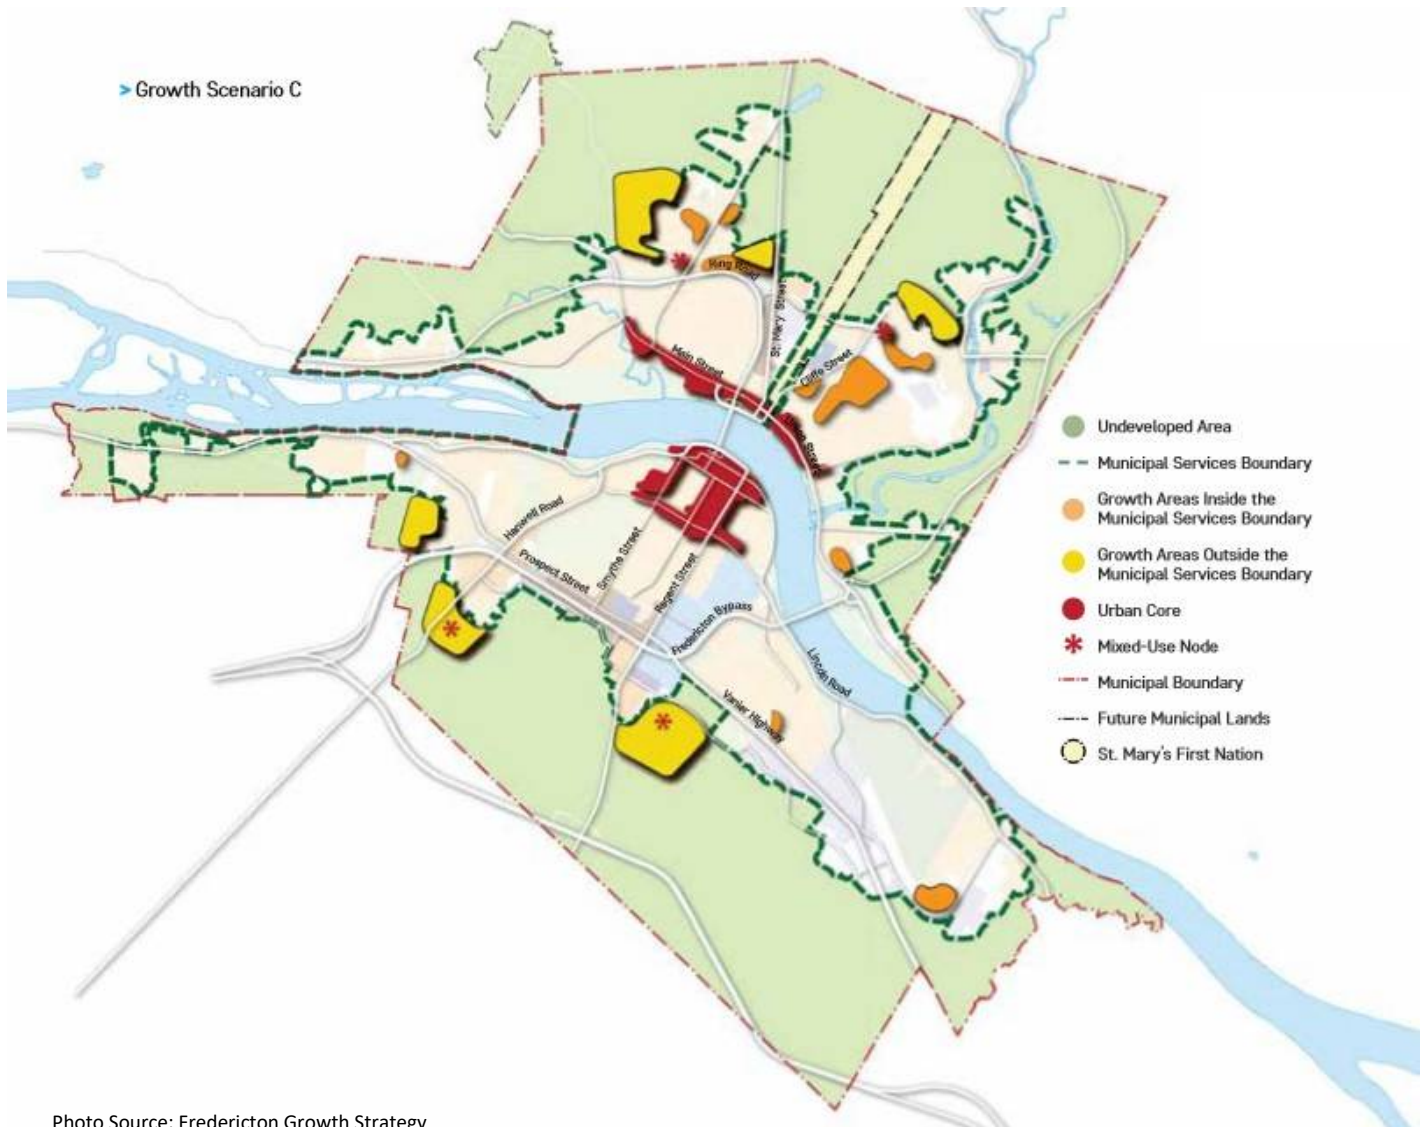 > Growth Scenario C
Ring Road
St. Mary Street
Main Street
Cliffe Street
Hanwell Road
Prospect Street
Smythe Street
Regent Street
Fredericton Bypass
Lincoln Road
Vanier Highway
Undeveloped Area
Municipal Services Boundary
Growth Areas Inside the
Municipal Services Boundary
Growth Areas Outside the
Municipal Services Boundary
Urban Core
Mixed-Use Node
Municipal Boundary
Future Municipal Lands
St. Mary's First Nation
Photo Source: Fredericton Growth Strategy